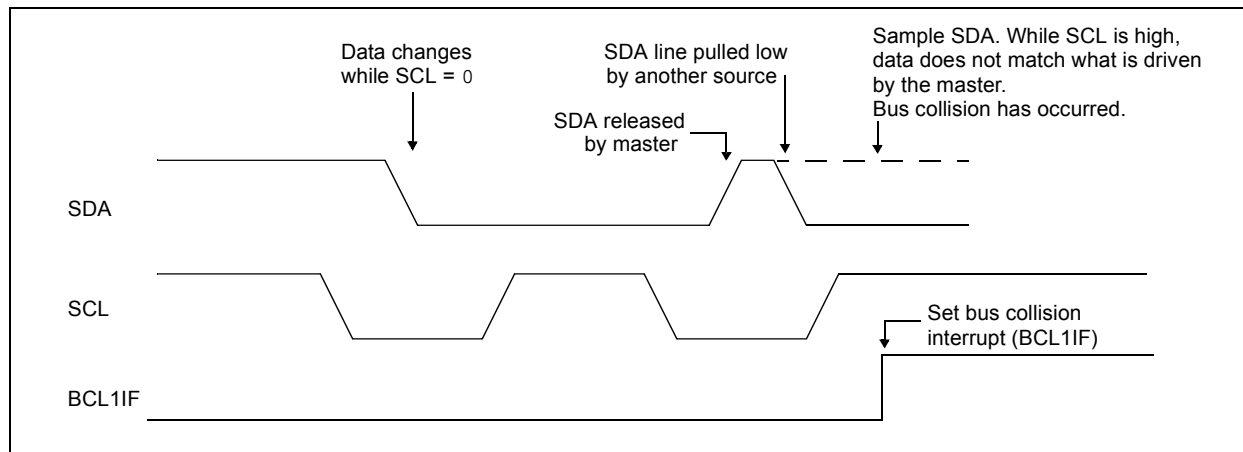 Data changes
while SCL = 0
SDA line pulled low
by another source
Sample SDA. While SCL is high,
data does not match what is driven
by the master.
Bus collision has occurred.
SDA released
by master
SDA
SCL
Set bus collision
interrupt (BCL1IF)
BCL1IF